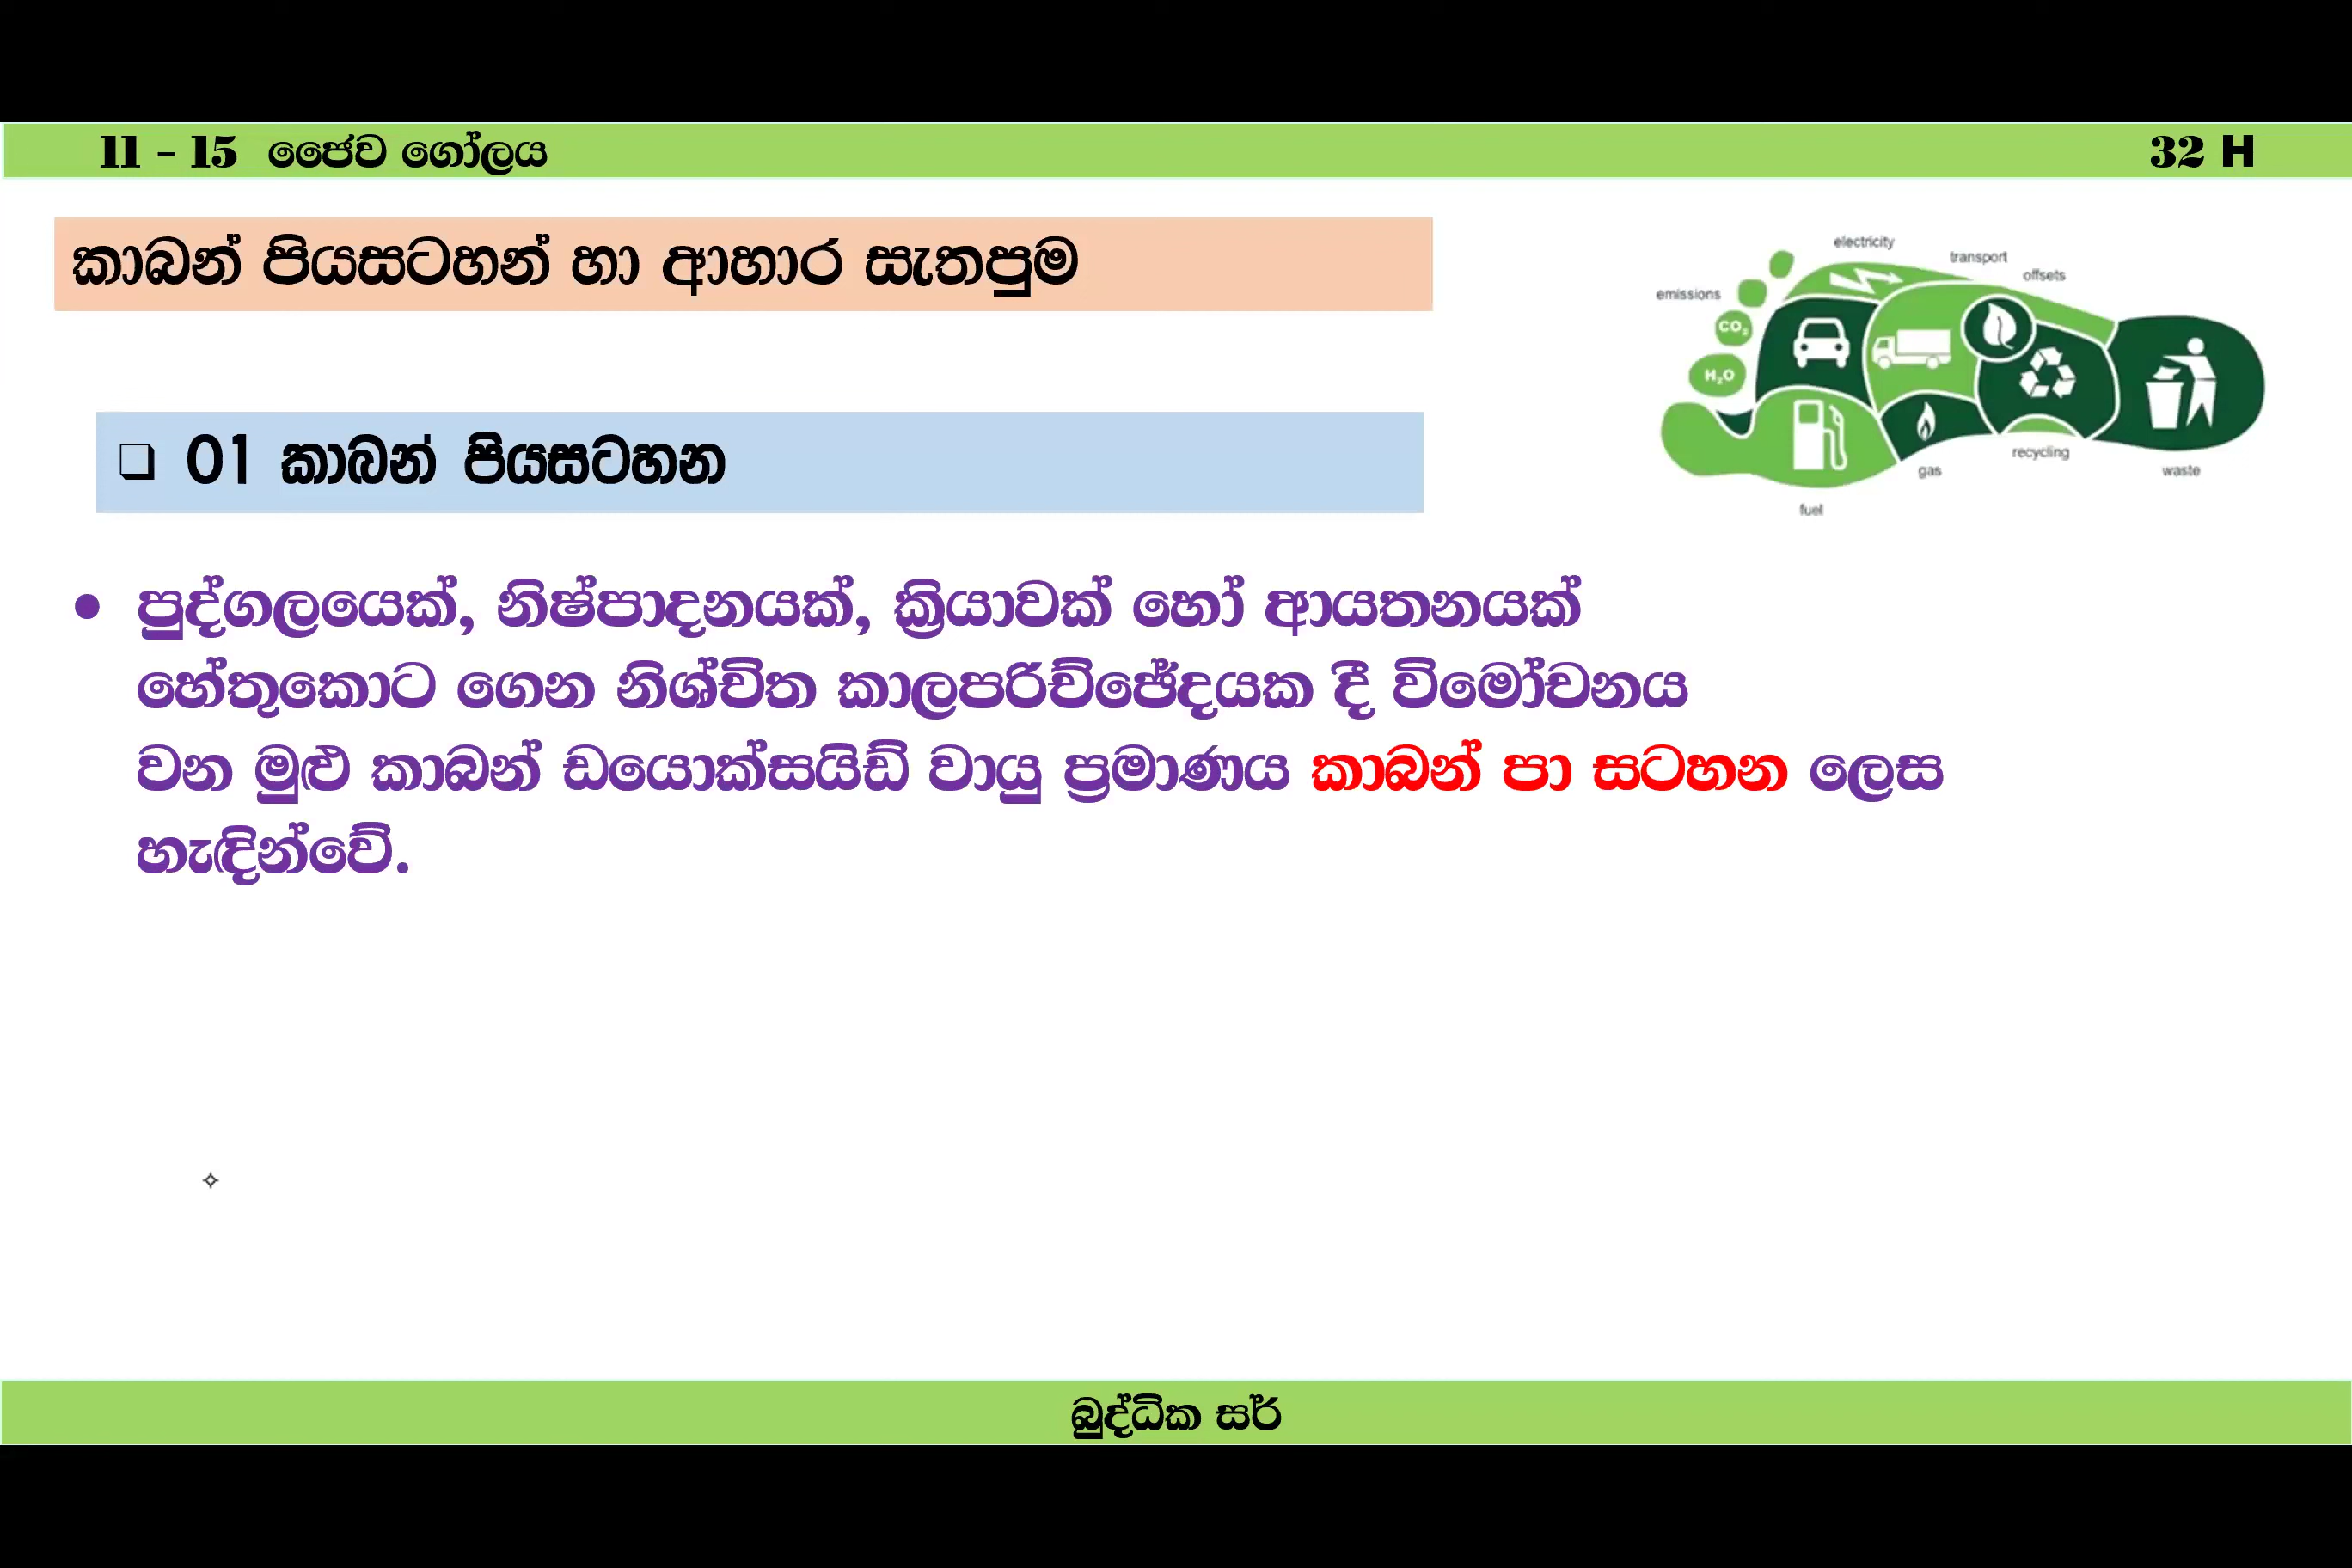 11 - 15 ජෛව ගෝලය
32 H
කාබන් පියසටහන් හා ආහාර සැතපුම
electricity
transport
offsets
emissions
CO₂
H₂O
recycling
gas
waste
fuel
❑ 01 කාබන් පියසටහන
• පුද්ගලයෙක්, නිෂ්පාදනයක්, ක්‍රියාවක් හෝ ආයතනයක්
හේතුකොට ගෙන නිශ්චිත කාලපරිච්ඡේදයක දී විමෝචනය
වන මුළු කාබන් ඩයොක්සයිඩ් වායු ප්‍රමාණය කාබන් පා සටහන ලෙස
හැඳින්වේ.
බුද්ධික සර්